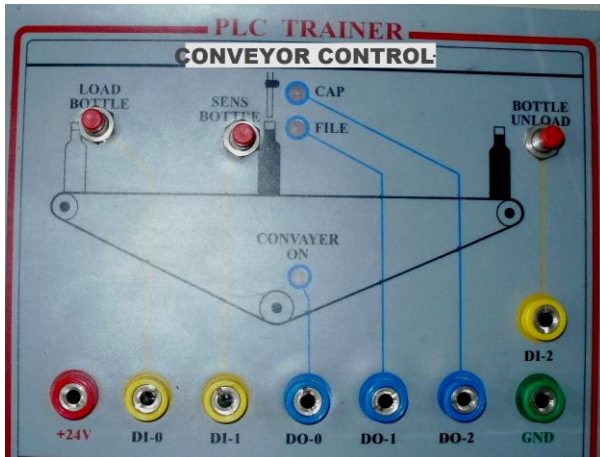 PLC TRAINER
CONVEYOR CONTROL
LOAD
BOTTLE
SENS
BOTTLE
CAP
FILE
BOTTLE
UNLOAD
CONVAYER
ON
DI-2
+24V
DI-0
DI-1
DO-0
DO-1
DO-2
GND